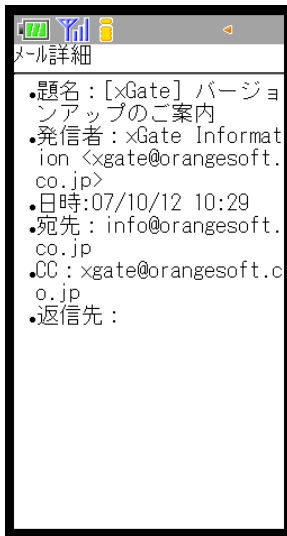 メール詳細
•題名:[xGate] バージョ
ンアップのご案内
•発信者:xGate Informat
ion <xgate@orangesoft.
co.jp>
•日時:07/10/12 10:29
•宛先:info@orangesoft.
co.jp
•CC:xgate@orangesoft.c
o.jp
•返信先: